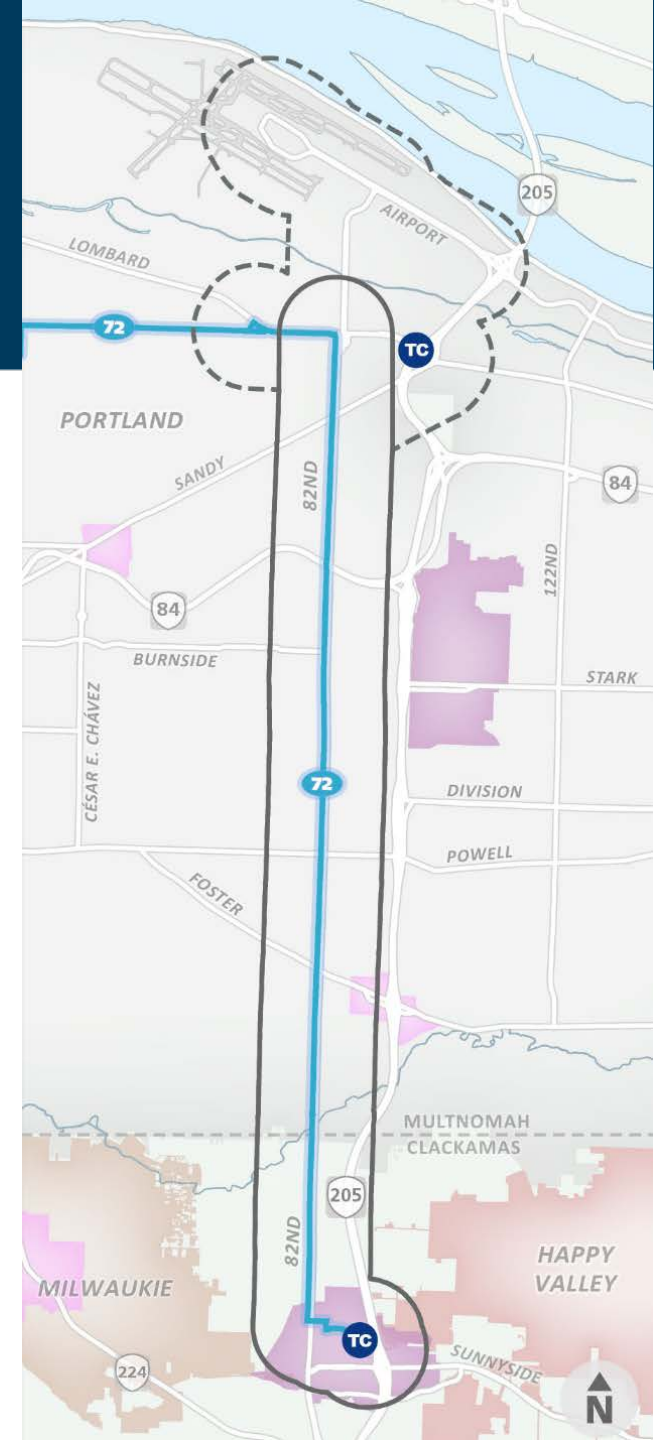 205
AIRPORT
LOMBARD
72
TC
PORTLAND
SANDY
82ND
84
122ND
84
BURNSIDE
STARK
CÉSAR E. CHÁVEZ
72
DIVISION
POWELL
FOSTER
MULTNOMAH
CLACKAMAS
205
82ND
HAPPY
VALLEY
MILWAUKIE
TC
SUNNYSIDE
224
N